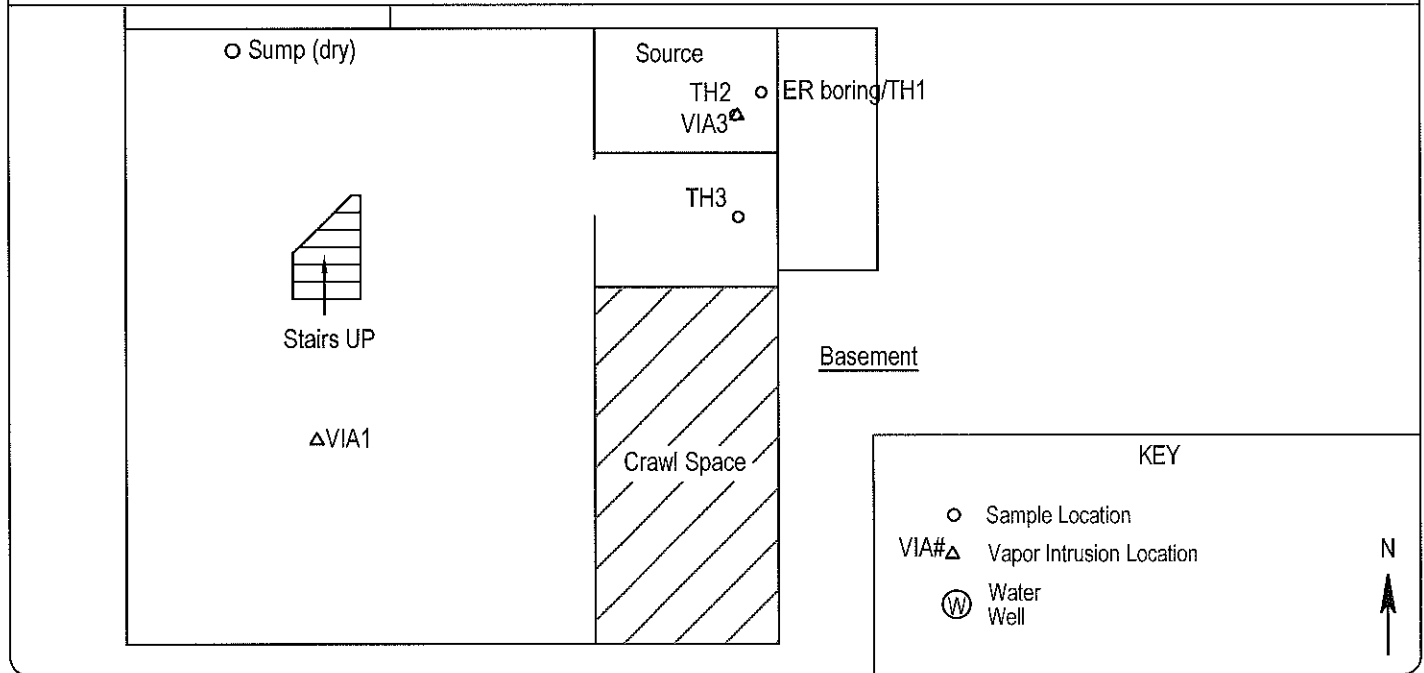 Sump (dry)
Source
TH2
ER boring/TH1
VIA3
TH3
Stairs UP
Basement
VIA1
Crawl Space
KEY
Sample Location
VIA#
Vapor Intrusion Location
N
W
Water
Well